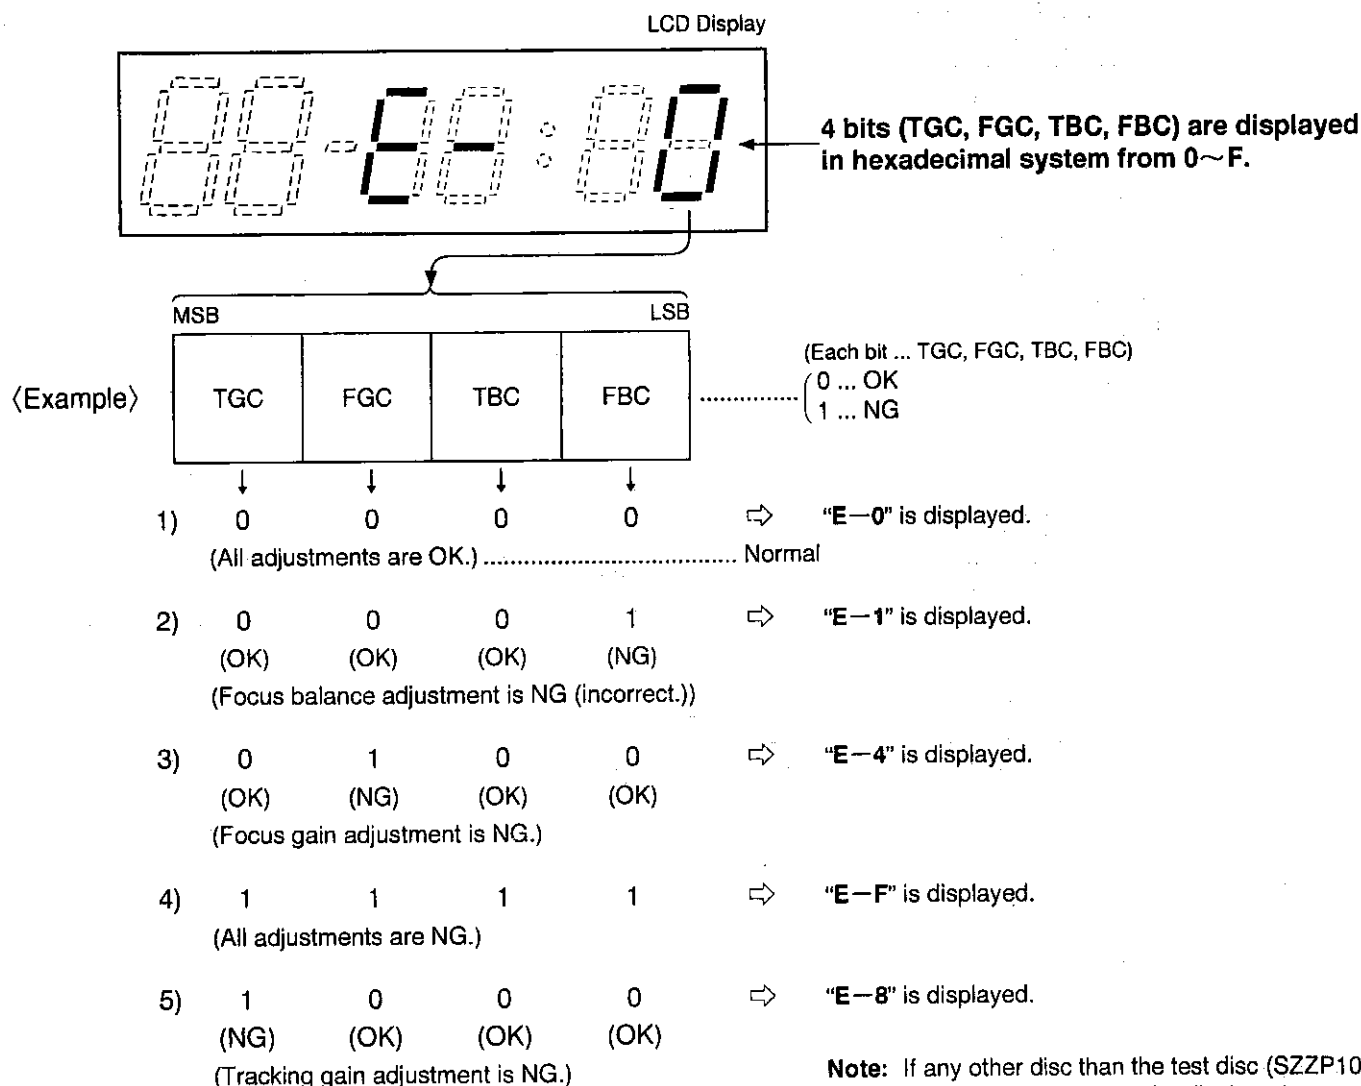 LCD Display
E - : 0
4 bits (TGC, FGC, TBC, FBC) are displayed
in hexadecimal system from 0~F.
MSB LSB
(Each bit ... TGC, FGC, TBC, FBC)
0 ... OK
1 ... NG
〈Example〉 TGC FGC TBC FBC
1) 0 0 0 0 ⇨ "E—0" is displayed.
(All adjustments are OK.) ..................................... Normal
2) 0 0 0 1 ⇨ "E—1" is displayed.
(OK) (OK) (OK) (NG)
(Focus balance adjustment is NG (incorrect.))
3) 0 1 0 0 ⇨ "E—4" is displayed.
(OK) (NG) (OK) (OK)
(Focus gain adjustment is NG.)
4) 1 1 1 1 ⇨ "E—F" is displayed.
(All adjustments are NG.)
5) 1 0 0 0 ⇨ "E—8" is displayed.
(NG) (OK) (OK) (OK)
(Tracking gain adjustment is NG.)
Note: If any other disc than the test disc (SZZP10